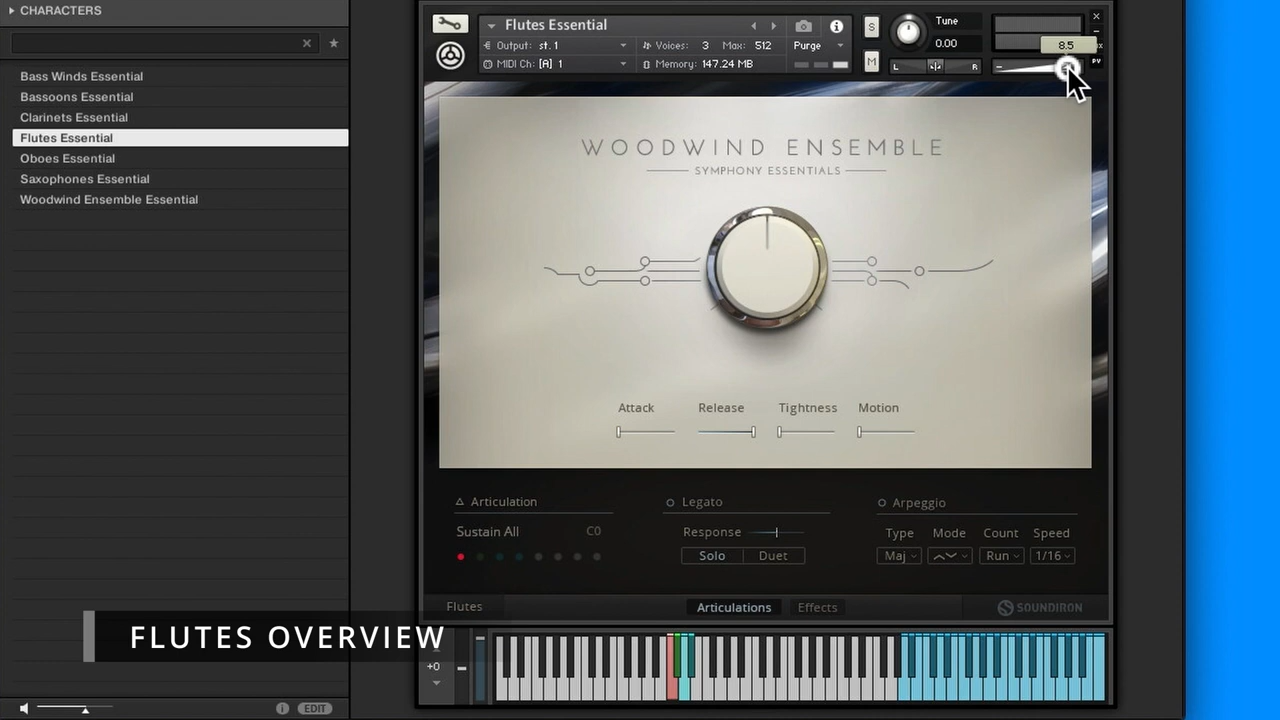 CHARACTERS
Bass Winds Essential
Bassoons Essential
Clarinets Essential
Flutes Essential
Oboes Essential
Saxophones Essential
Woodwind Ensemble Essential
EDIT
Flutes Essential
Output: st.1
Voices: 3 Max: 512
Purge
MIDI Ch: [A] 1
Memory: 147.24 MB
S
M
Tune
0.00
L R
8.5
PV
WOODWIND ENSEMBLE
SYMPHONY ESSENTIALS
Attack Release Tightness Motion
Articulation
Sustain All C0
Legato
Response
Solo Duet
Arpeggio
Type Mode Count Speed
Maj Run 1/16
Flutes
Articulations Effects
SOUNDIRON
FLUTES OVERVIEW
+0